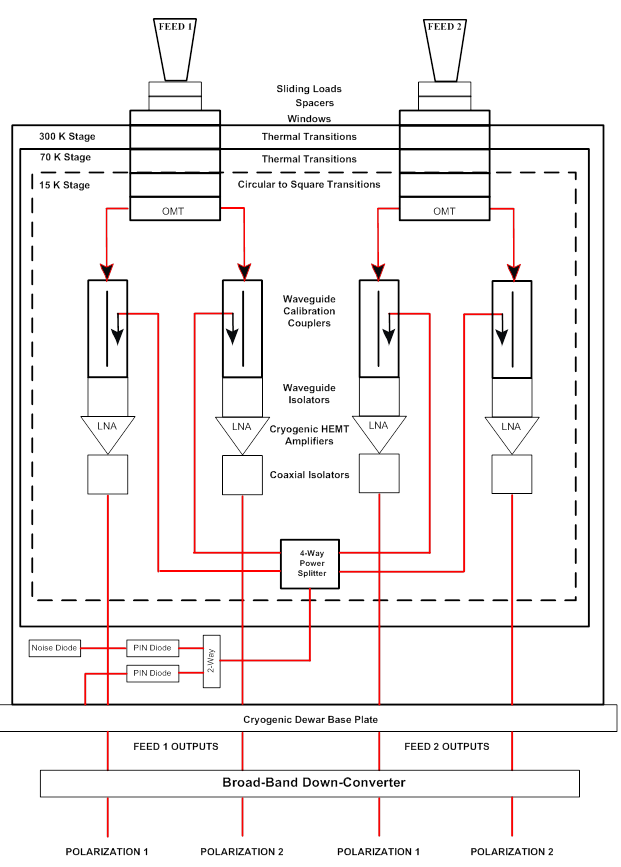 FEED 1
FEED 2
Sliding Loads
Spacers
Windows
300 K Stage
Thermal Transitions
70 K Stage
Thermal Transitions
15 K Stage
Circular to Square Transitions
OMT
OMT
Waveguide
Calibration
Couplers
Waveguide
Isolators
LNA
LNA
Cryogenic HEMT
Amplifiers
LNA
LNA
Coaxial Isolators
4-Way
Power
Splitter
Noise Diode
PIN Diode
2-Way
PIN Diode
Cryogenic Dewar Base Plate
FEED 1 OUTPUTS
FEED 2 OUTPUTS
Broad-Band Down-Converter
POLARIZATION 1
POLARIZATION 2
POLARIZATION 1
POLARIZATION 2